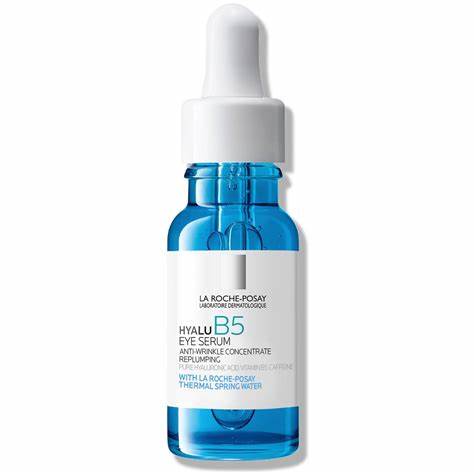 LA ROCHE-POSAY
LABORATOIRE DERMATOLOGIQUE
HYALU B5
EYE SERUM
ANTI-WRINKLE CONCENTRATE
REPLUMPING
PURE HYALURONIC ACID. VITAMIN B5. CAFFEINE
WITH LA ROCHE-POSAY
THERMAL SPRING WATER